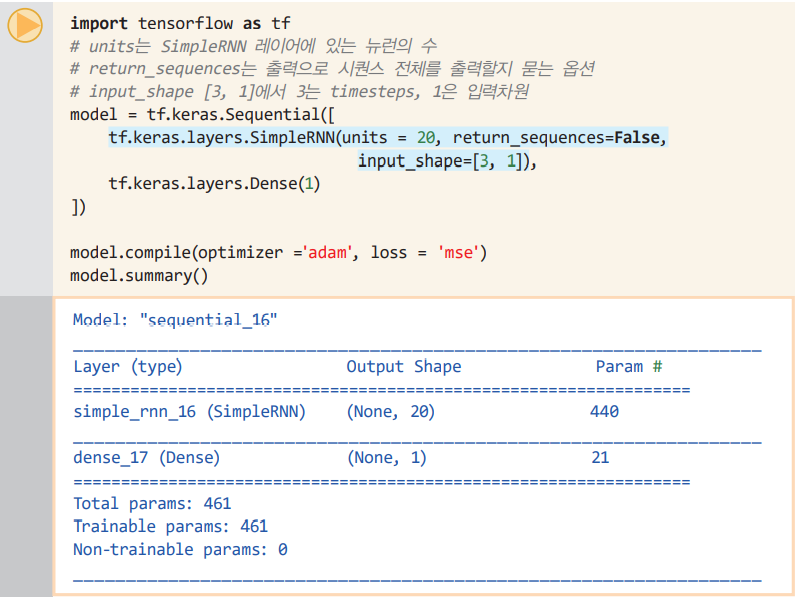 import tensorflow as tf
# units는 SimpleRNN 레이어에 있는 뉴런의 수
# return_sequences는 출력으로 시퀀스 전체를 출력할지 묻는 옵션
# input_shape [3, 1]에서 3는 timesteps, 1은 입력차원
model = tf.keras.Sequential([
    tf.keras.layers.SimpleRNN(units = 20, return_sequences=False,
                              input_shape=[3, 1]),
    tf.keras.layers.Dense(1)
])
model.compile(optimizer ='adam', loss = 'mse')
model.summary()
Model: "sequential_16"
_________________________________________________________________
Layer (type)                 Output Shape              Param #
=================================================================
simple_rnn_16 (SimpleRNN)    (None, 20)                440
_________________________________________________________________
dense_17 (Dense)             (None, 1)                 21
=================================================================
Total params: 461
Trainable params: 461
Non-trainable params: 0
_________________________________________________________________